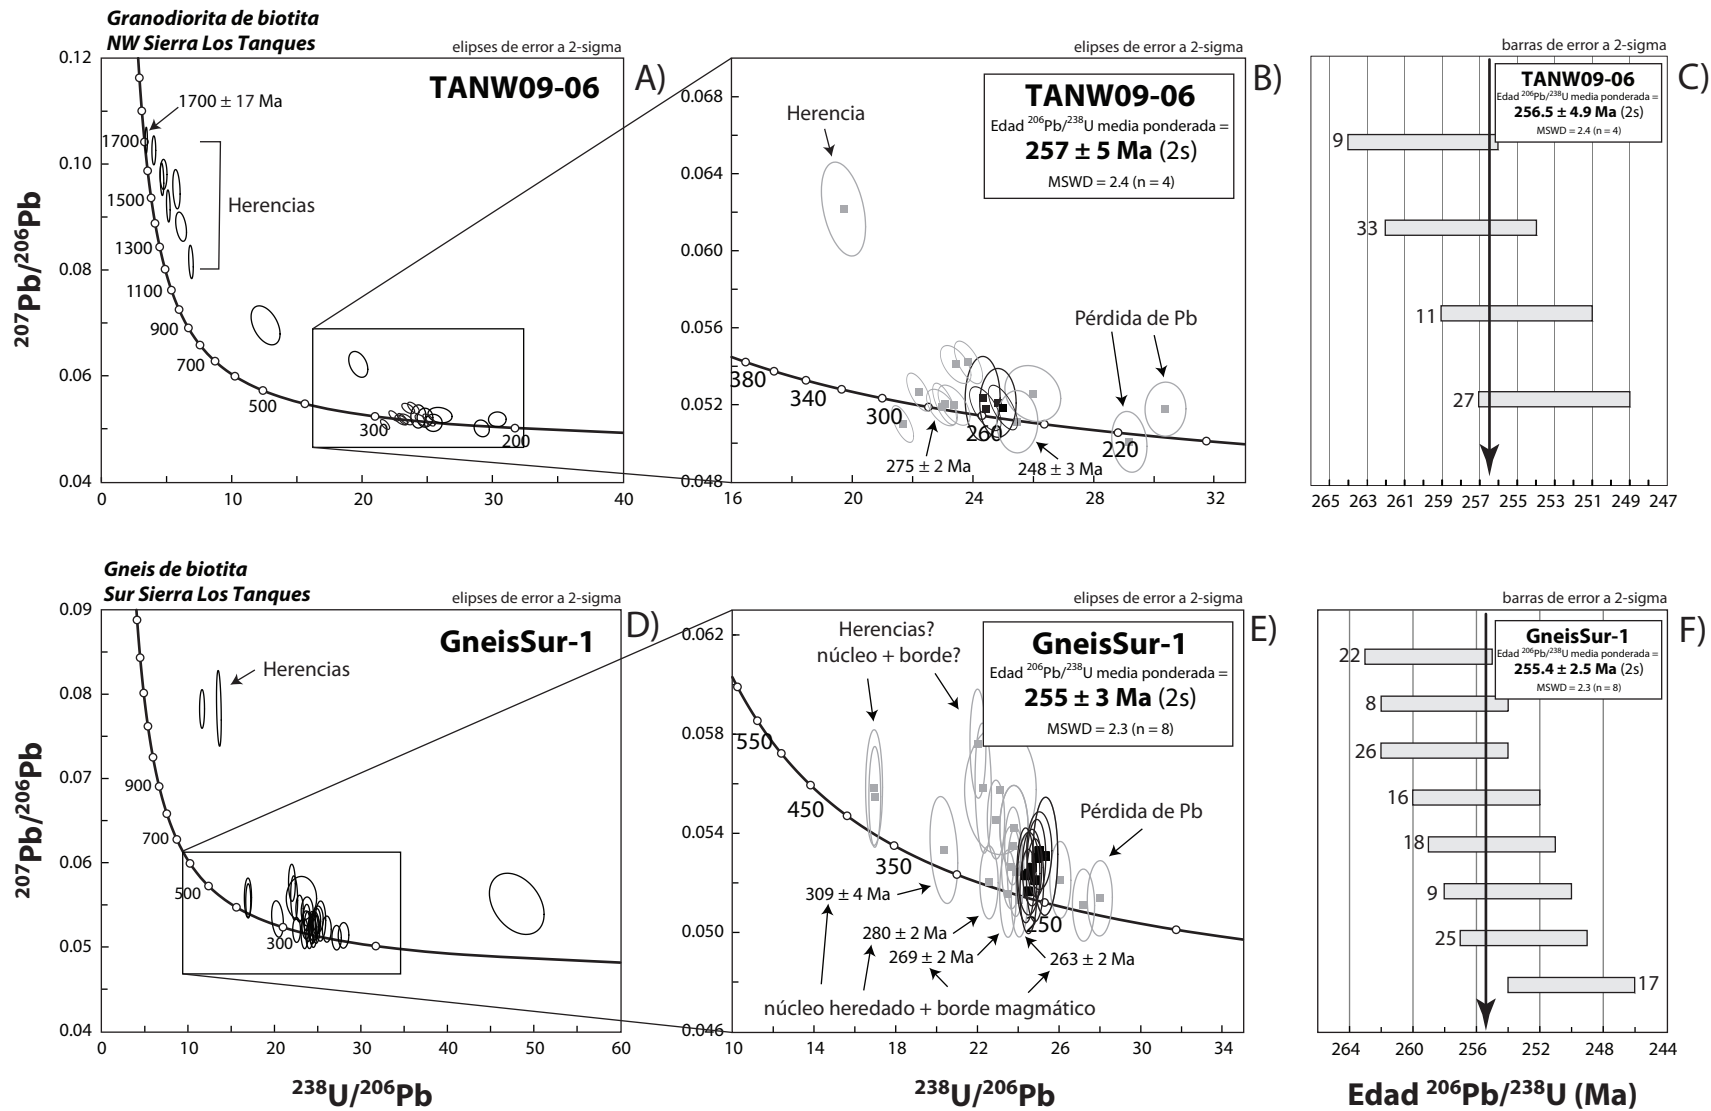 Granodiorita de biotita
NW Sierra Los Tanques
elipses de error a 2-sigma
TANW09-06
A)
1700 ± 17 Ma
Herencias
0.12
0.10
0.08
0.06
0.04
1700
1500
1300
1100
900
700
500
300
200
0
10
20
30
40
207Pb/206Pb
elipses de error a 2-sigma
B)
TANW09-06
Edad 206Pb/238U media ponderada =
257 ± 5 Ma (2s)
MSWD = 2.4 (n = 4)
Herencia
Pérdida de Pb
0.068
0.064
0.060
0.056
0.052
0.048
380
340
300
260
220
275 ± 2 Ma
248 ± 3 Ma
16
20
24
28
32
barras de error a 2-sigma
C)
TANW09-06
Edad 206Pb/238U media ponderada =
256.5 ± 4.9 Ma (2s)
MSWD = 2.4 (n = 4)
9
33
11
27
265
263
261
259
257
255
253
251
249
247
Gneis de biotita
Sur Sierra Los Tanques
elipses de error a 2-sigma
GneisSur-1
D)
Herencias
0.09
0.08
0.07
0.06
0.05
0.04
900
700
500
300
0
10
20
30
40
50
60
207Pb/206Pb
238U/206Pb
elipses de error a 2-sigma
E)
GneisSur-1
Edad 206Pb/238U media ponderada =
255 ± 3 Ma (2s)
MSWD = 2.3 (n = 8)
Herencias?
núcleo + borde?
Pérdida de Pb
0.062
0.058
0.054
0.050
0.046
550
450
350
250
309 ± 4 Ma
280 ± 2 Ma
269 ± 2 Ma
263 ± 2 Ma
núcleo heredado + borde magmático
10
14
18
22
26
30
34
238U/206Pb
barras de error a 2-sigma
F)
GneisSur-1
Edad 206Pb/238U media ponderada =
255.4 ± 2.5 Ma (2s)
MSWD = 2.3 (n = 8)
22
8
26
16
18
9
25
17
264
260
256
252
248
244
Edad 206Pb/238U (Ma)